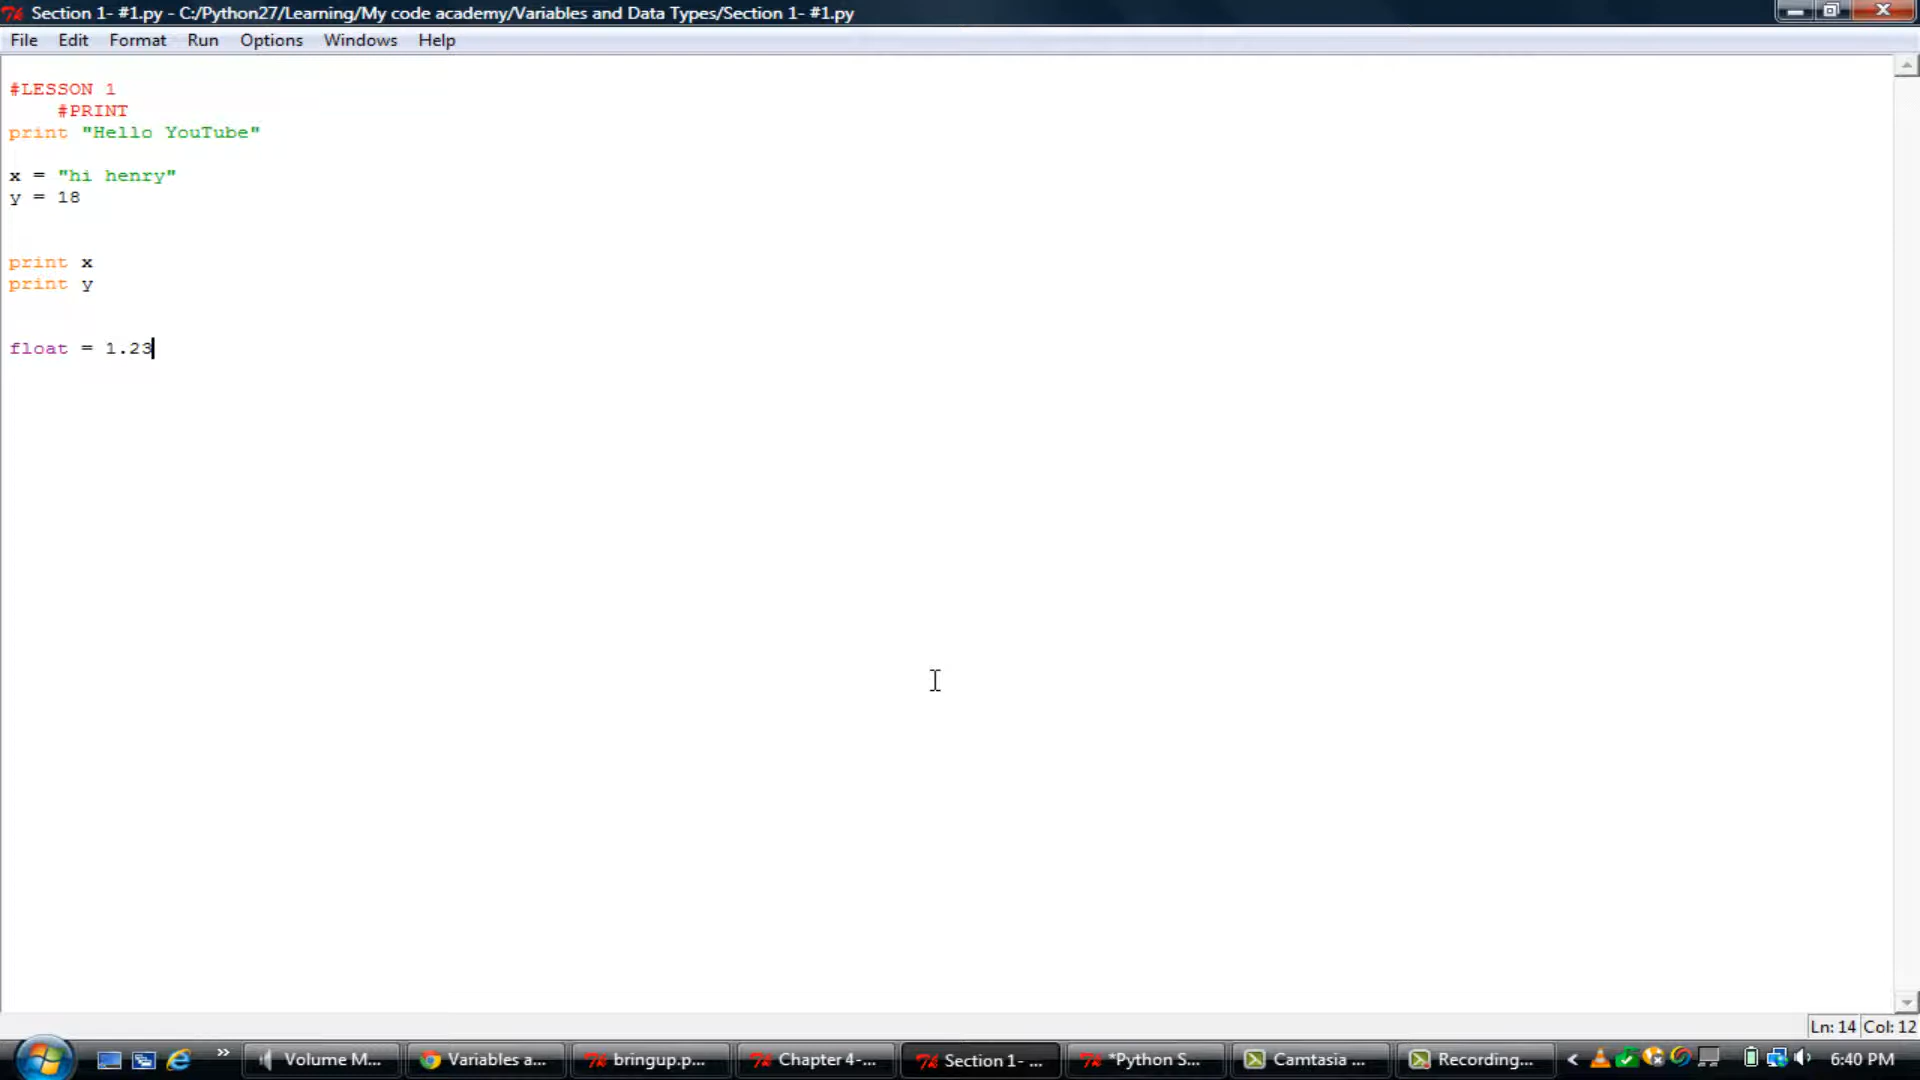 Section 1- #1.py - C:/Python27/Learning/My code academy/Variables and Data Types/Section 1- #1.py
File Edit Format Run Options Windows Help
#LESSON 1
#PRINT
print "Hello YouTube"
x = "hi henry"
y = 18
print x
print y
float = 1.23
Ln: 14 Col: 12
» Volume M... Variables a... bringup.p... Chapter 4-... Section 1- ... *Python S... Camtasia ... Recording... < 6:40 PM